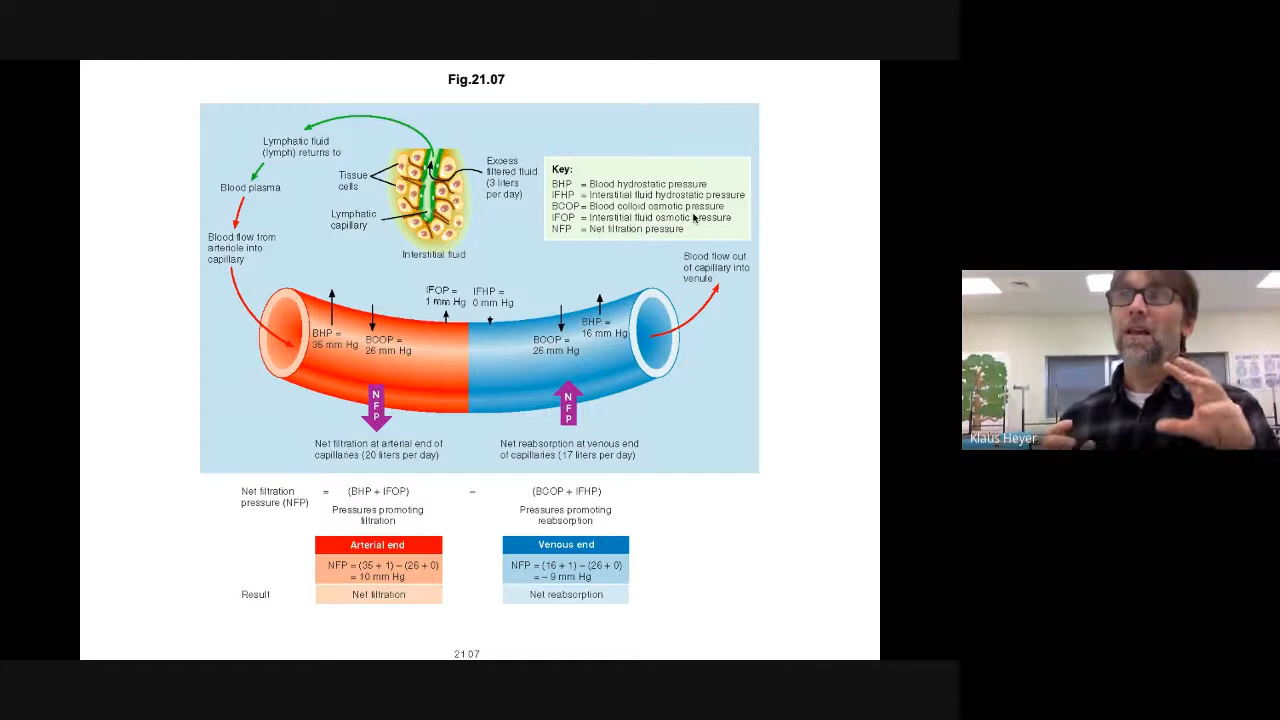 Fig.21.07
Lymphatic fluid
(lymph) returns to
Blood plasma
Blood flow from
arteriole into
capillary
Tissue
cells
Lymphatic
capillary
Excess
filtered fluid
(3 liters
per day)
Interstitial fluid
Key:
BHP = Blood hydrostatic pressure
IFHP = Interstitial fluid hydrostatic pressure
BCOP = Blood colloid osmotic pressure
IFOP = Interstitial fluid osmotic pressure
NFP = Net filtration pressure
Blood flow out
of capillary into
venule
BHP =
35 mm Hg
BCOP =
26 mm Hg
IFOP =
1 mm Hg
IFHP =
0 mm Hg
BCOP =
26 mm Hg
BHP =
16 mm Hg
NFP
NFP
Net filtration at arterial end of
capillaries (20 liters per day)
Net reabsorption at venous end
of capillaries (17 liters per day)
Net filtration
pressure (NFP)
= (BHP + IFOP) – (BCOP + IFHP)
Pressures promoting
filtration
Pressures promoting
reabsorption
Arterial end
NFP = (35 + 1) – (26 + 0)
= 10 mm Hg
Venous end
NFP = (16 + 1) – (26 + 0)
= – 9 mm Hg
Result
Net filtration
Net reabsorption
21 07
Klaus Heyer